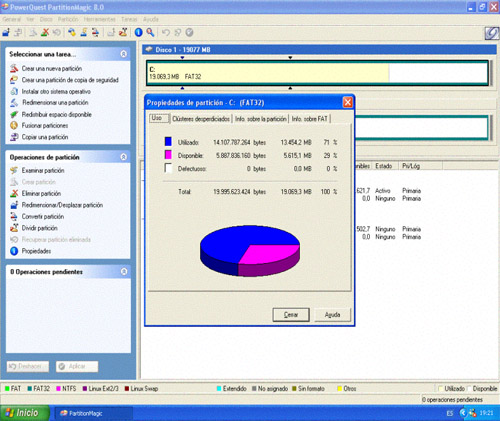 PowerQuest PartitionMagic 8.0
General Ver Disco Partición Herramientas Tareas Ayuda
Seleccionar una tarea...
Crear una nueva partición
Crear una partición de copia de seguridad
Instalar otro sistema operativo
Redimensionar una partición
Redistribuir espacio disponible
Fusionar particiones
Copiar una partición
Operaciones de partición
Examinar partición
Crear partición
Eliminar partición
Redimensionar/Desplazar partición
Convertir partición
Dividir partición
Recuperar partición eliminada
Propiedades
0 Operaciones pendientes
Deshacer Aplicar
Disco 1 - 19077 MB
C:
19.069,3 MB FAT32
Propiedades de partición - C: (FAT32)
Uso Clústeres desperdiciados Info. sobre la partición Info. sobre FAT
Utilizado: 14.107.787.264 bytes 13.454,2 MB 71 %
Disponible: 5.887.836.160 bytes 5.615,1 MB 29 %
Defectuoso: 0 bytes 0,0 MB 0 %
Total: 19.995.623.424 bytes 19.069,3 MB 100 %
Cerrar Ayuda
nibles Estado Pri/Lóg
621,7 Activo Primaria
0,0 Ninguno Primaria
502,7 Ninguno Primaria
0,0 Ninguno Primaria
FAT FAT32 NTFS Linux Ext2/3 Linux Swap Extendido No asignado Sin formato Otros Utilizado Disponible
0 operaciones pendientes
Inicio PartitionMagic ES 19:21